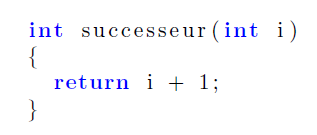 int successeur(int i)
{
  return i + 1;
}